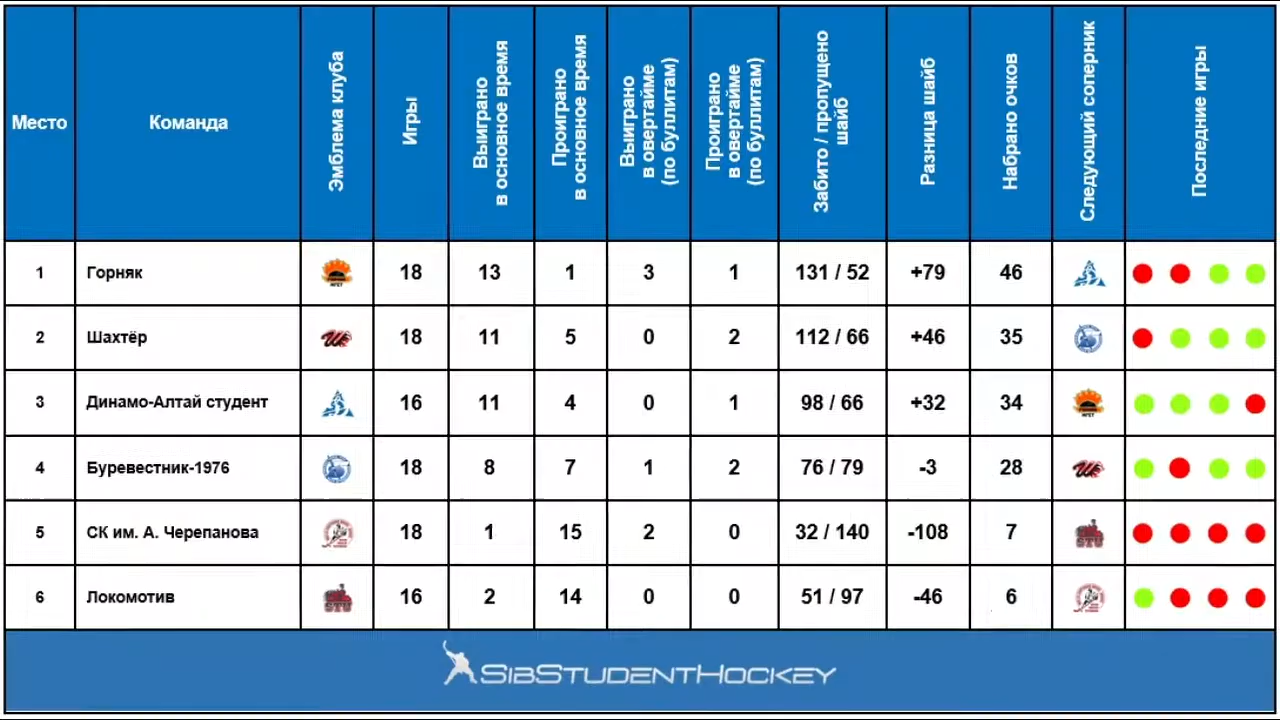 Место
Команда
Эмблема клуба
Игры
Выиграно
в основное время
Проиграно
в основное время
Выиграно
в овертайме
(по буллитам)
Проиграно
в овертайме
(по буллитам)
Забито / пропущено
шайб
Разница шайб
Набрано очков
Следующий соперник
Последние игры
1 Горняк 18 13 1 3 1 131 / 52 +79 46
2 Шахтёр 18 11 5 0 2 112 / 66 +46 35
3 Динамо-Алтай студент 16 11 4 0 1 98 / 66 +32 34
4 Буревестник-1976 18 8 7 1 2 76 / 79 -3 28
5 СК им. А. Черепанова 18 1 15 2 0 32 / 140 -108 7
6 Локомотив 16 2 14 0 0 51 / 97 -46 6
SIBSTUDENTHOCKEY